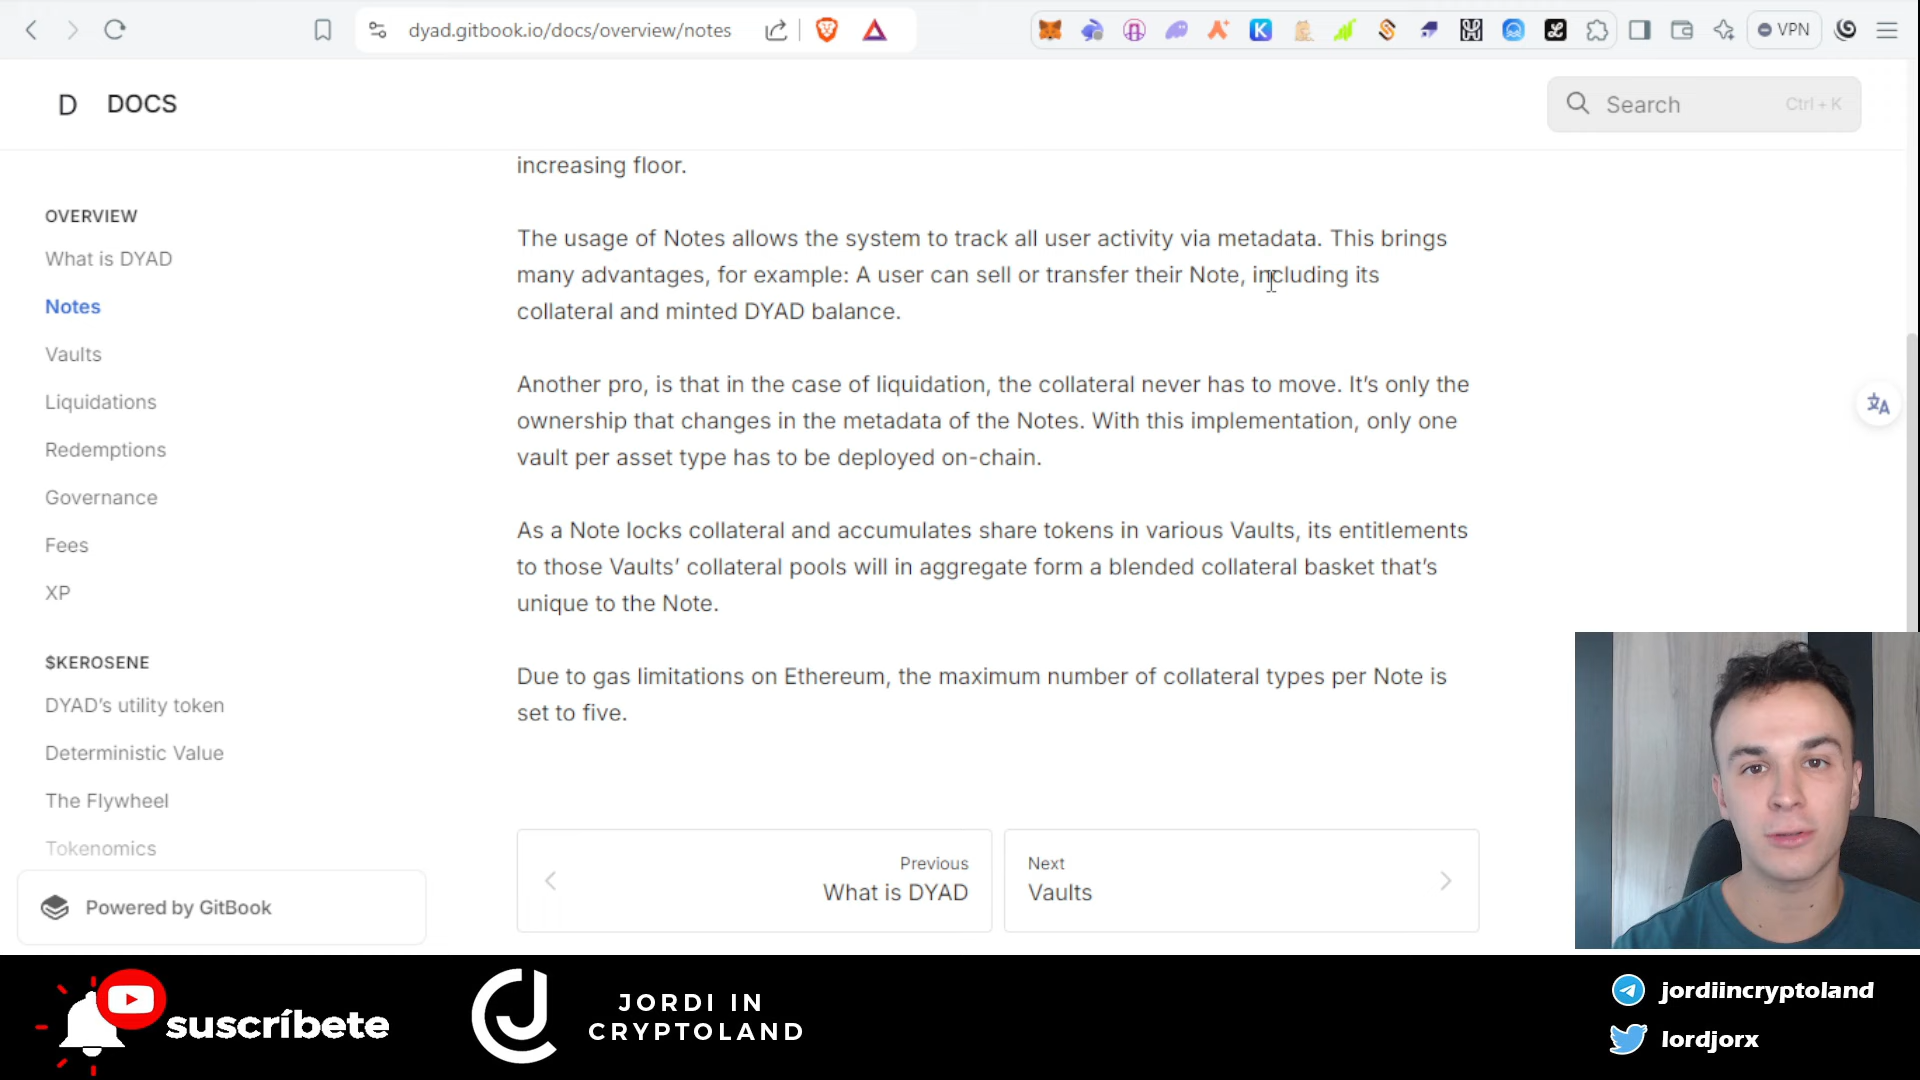 dyad.gitbook.io/docs/overview/notes
VPN
D DOCS
Search Ctrl + K
OVERVIEW
What is DYAD
Notes
Vaults
Liquidations
Redemptions
Governance
Fees
XP
$KEROSENE
DYAD’s utility token
Deterministic Value
The Flywheel
Tokenomics
Powered by GitBook
increasing floor.
The usage of Notes allows the system to track all user activity via metadata. This brings
many advantages, for example: A user can sell or transfer their Note, including its
collateral and minted DYAD balance.
Another pro, is that in the case of liquidation, the collateral never has to move. It’s only the
ownership that changes in the metadata of the Notes. With this implementation, only one
vault per asset type has to be deployed on-chain.
As a Note locks collateral and accumulates share tokens in various Vaults, its entitlements
to those Vaults’ collateral pools will in aggregate form a blended collateral basket that’s
unique to the Note.
Due to gas limitations on Ethereum, the maximum number of collateral types per Note is
set to five.
Previous
What is DYAD
Next
Vaults
suscríbete
JORDI IN
CRYPTOLAND
jordiincryptoland
lordjorx